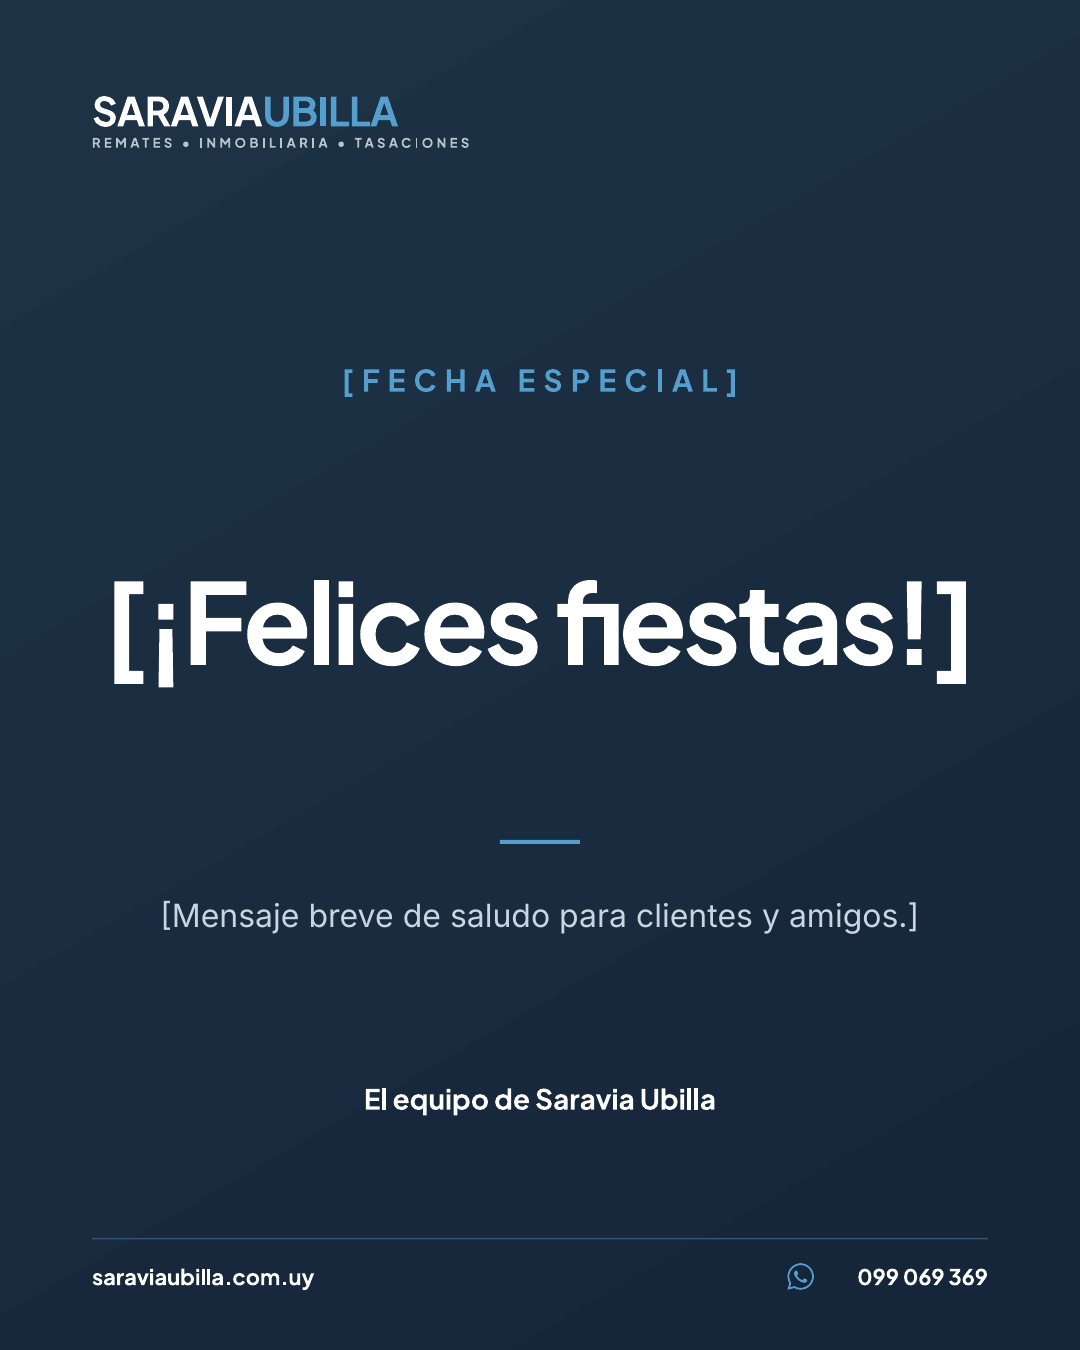 SARAVIAUBILLA
REMATES • INMOBILIARIA • TASACIONES
[FECHA ESPECIAL]
[¡Felices fiestas!]
[Mensaje breve de saludo para clientes y amigos.]
El equipo de Saravia Ubilla
saraviaubilla.com.uy
099 069 369